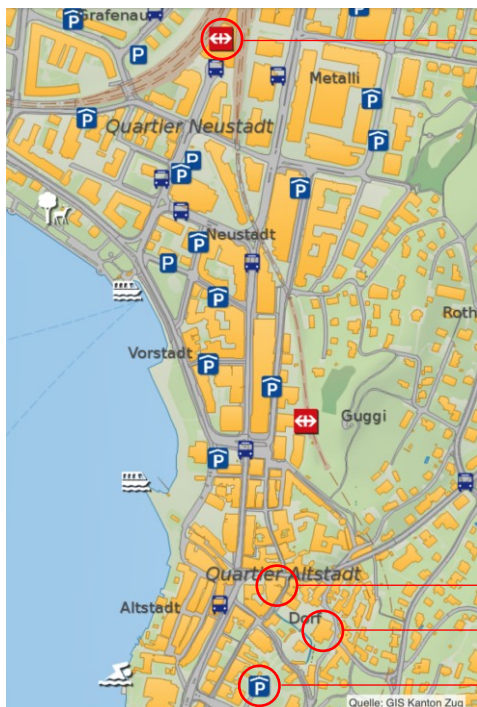 Grafenau
P
P
P
Metalli
P
P
Quartier Neustadt
P
P
P
P
Neustadt
P
P
P
Roth
Vorstadt
P
P
Guggi
P
Quartier Altstadt
Altstadt
Dorf
P
Quelle: GIS Kanton Zug